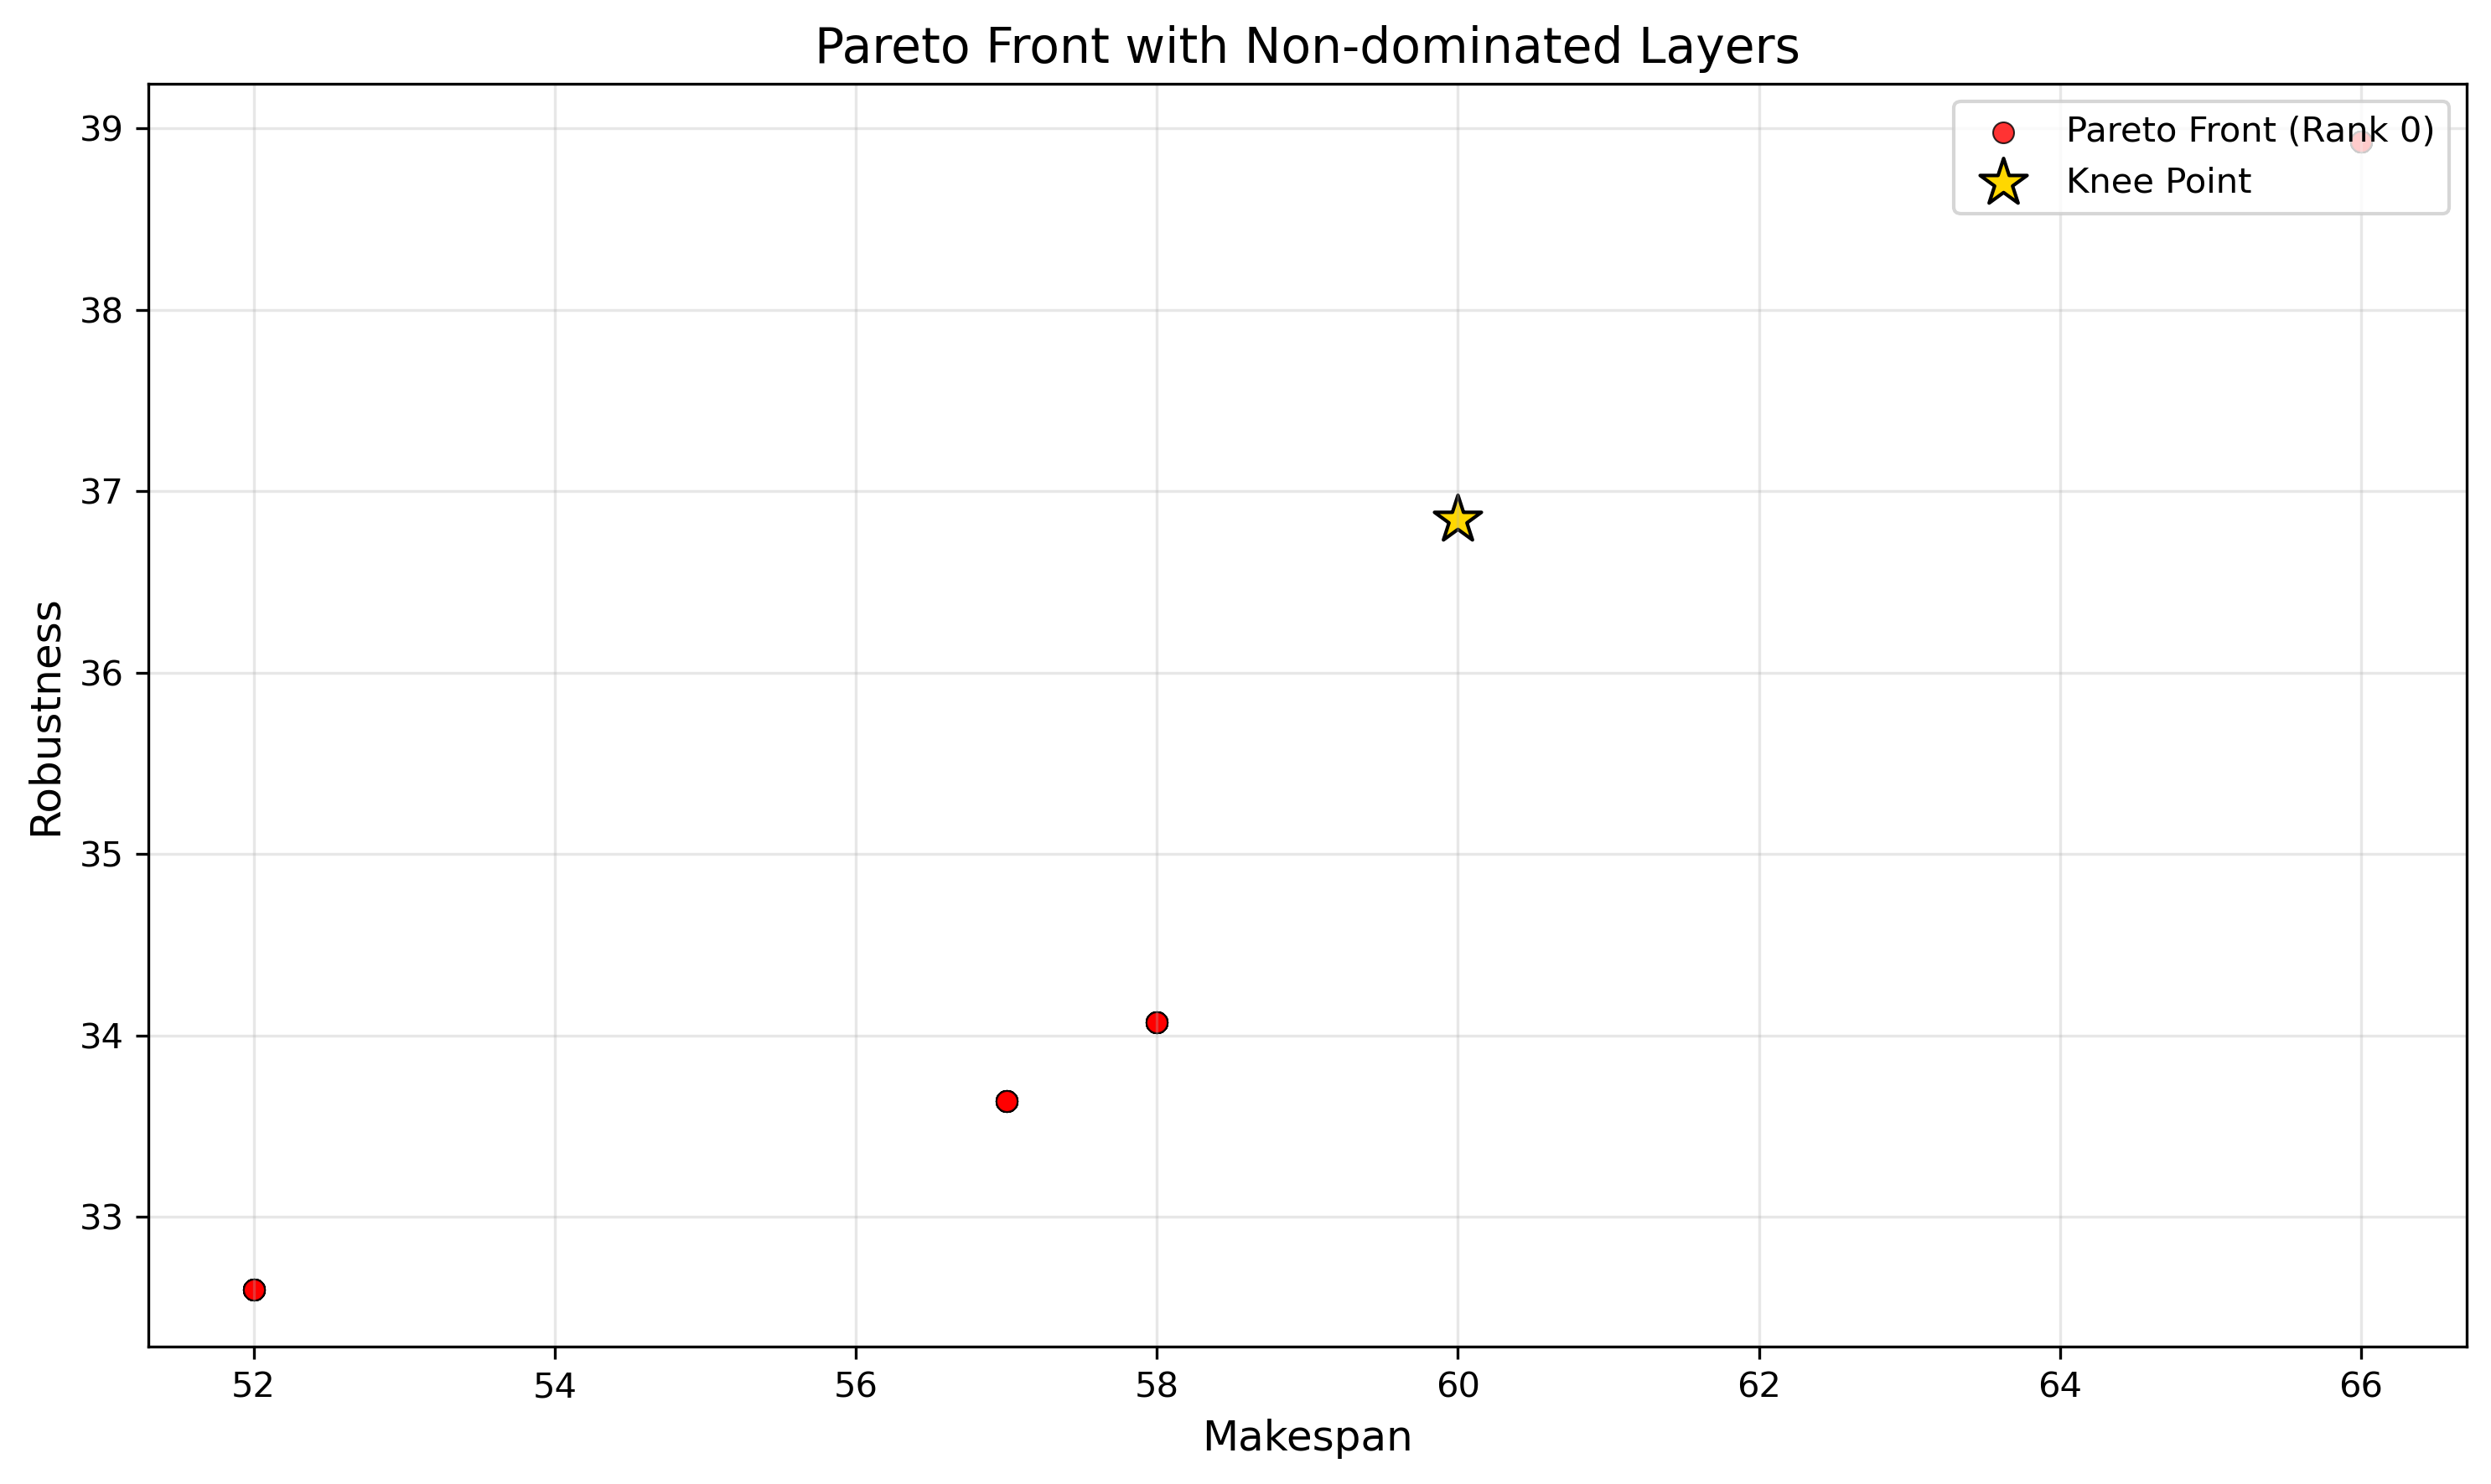 Pareto Front with Non-dominated Layers
Pareto Front (Rank 0)
Knee Point
39
38
37
36
35
34
33
Robustness
52 54 56 58 60 62 64 66
Makespan